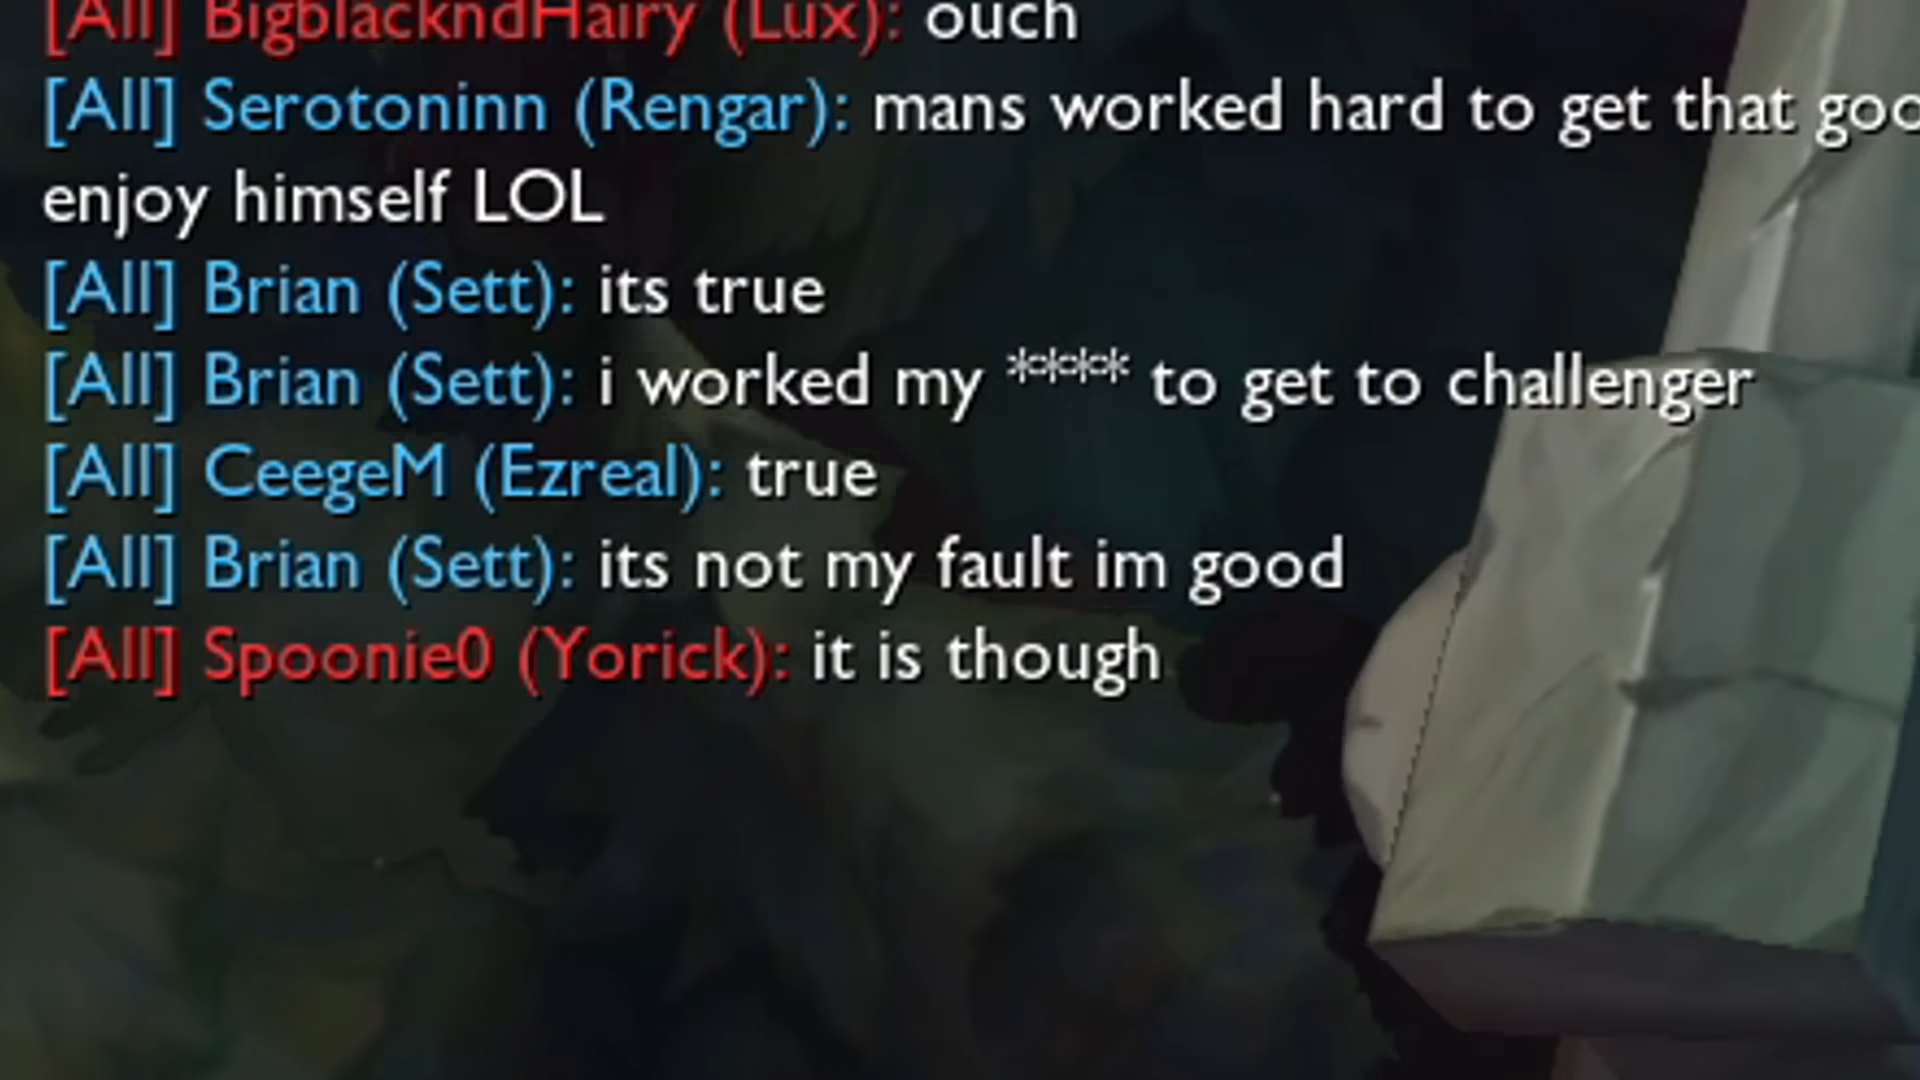 [All] BigblackndHairy (Lux): ouch
[All] Serotoninn (Rengar): mans worked hard to get that
enjoy himself LOL
[All] Brian (Sett): its true
[All] Brian (Sett): i worked my **** to get to challenger
[All] CeegeM (Ezreal): true
[All] Brian (Sett): its not my fault im good
[All] Spoonie0 (Yorick): it is though